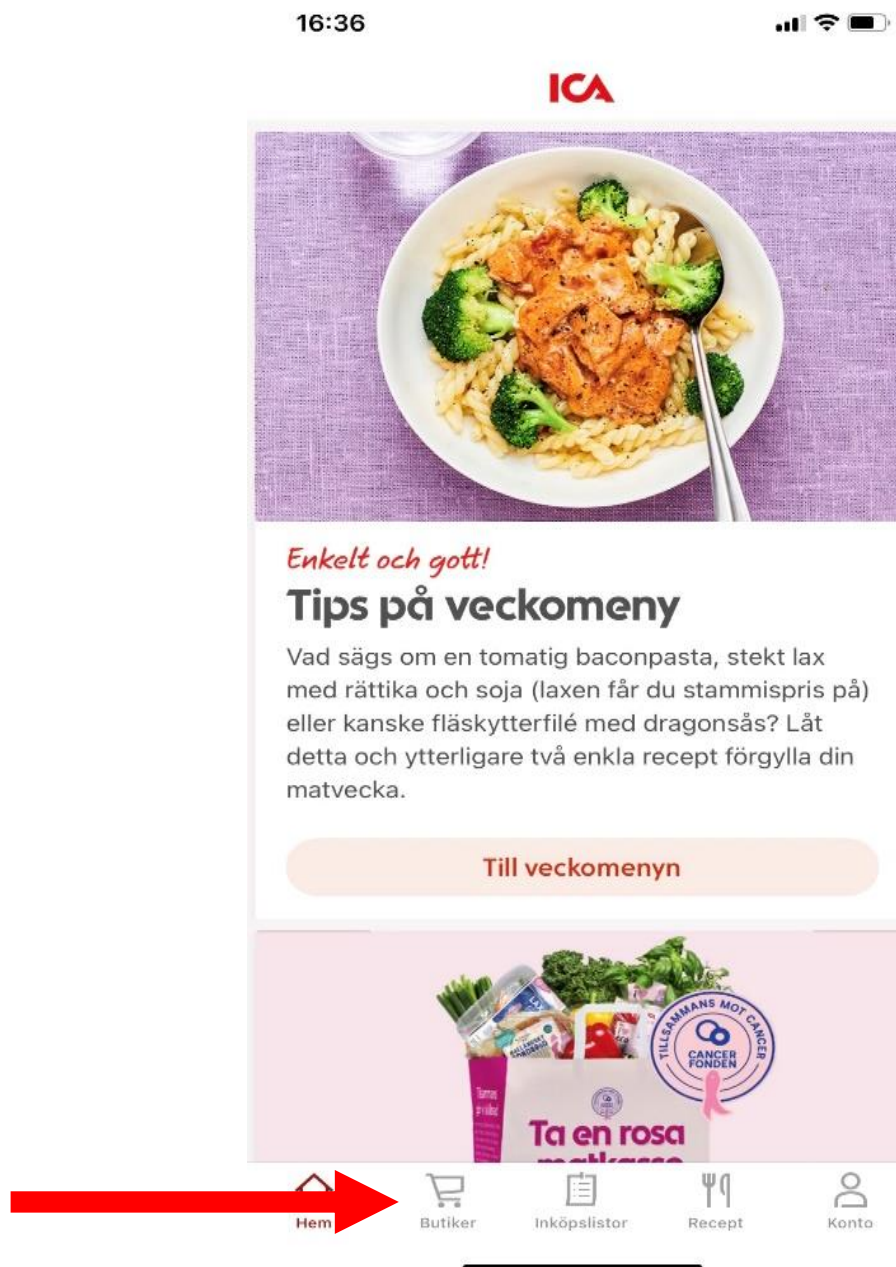 16:36
ICA
Enkelt och gott!
Tips på veckomeny
Vad sägs om en tomatig baconpasta, stekt lax
med rättika och soja (laxen får du stammispris på)
eller kanske fläskytterfilé med dragonsås? Låt
detta och ytterligare två enkla recept förgylla din
matvecka.
Till veckomenyn
LAX
TILLSAMMANS MOT CANCER
CANCER
FONDEN
Ta en rosa
matkasse
Hem
Butiker
Inköpslistor
Recept
Konto